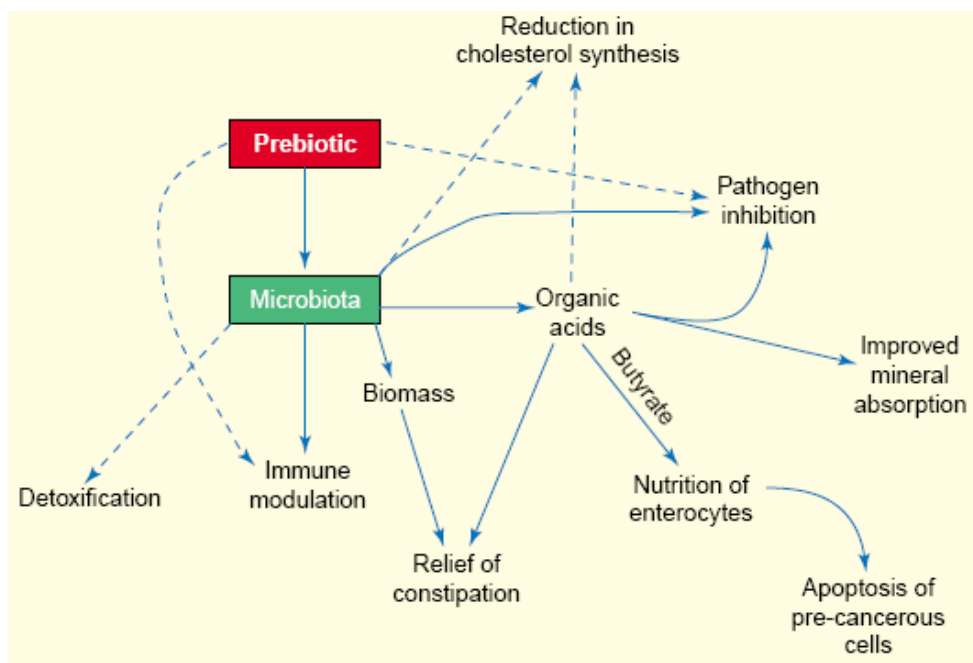 Reduction in
cholesterol synthesis
Prebiotic
Pathogen
inhibition
Microbiota
Organic
acids
Improved
mineral
absorption
Butyrate
Biomass
Detoxification
Immune
modulation
Nutrition of
enterocytes
Relief of
constipation
Apoptosis of
pre-cancerous
cells